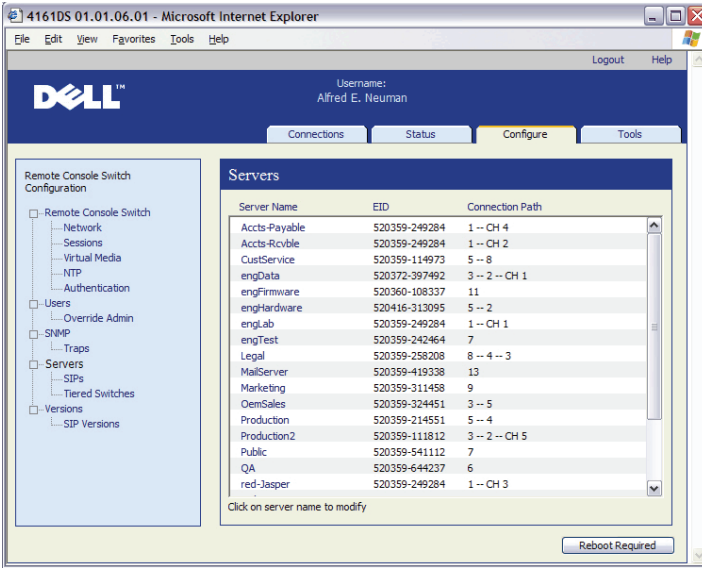 4161DS 01.01.06.01 - Microsoft Internet Explorer
File Edit View Favorites Tools Help
Logout Help
DELL™
Username:
Alfred E. Neuman
Connections Status Configure Tools
Remote Console Switch
Configuration
Remote Console Switch
Network
Sessions
Virtual Media
NTP
Authentication
Users
Override Admin
SNMP
Traps
Servers
SIPs
Tiered Switches
Versions
SIP Versions
Servers
Server Name EID Connection Path
Accts-Payable 520359-249284 1 -- CH 4
Accts-Rcvble 520359-249284 1 -- CH 2
CustService 520359-114973 5 -- 8
engData 520372-397492 3 -- 2 -- CH 1
engFirmware 520360-108337 11
engHardware 520416-313095 5 -- 2
engLab 520359-249284 1 -- CH 1
engTest 520359-242464 7
Legal 520359-258208 8 -- 4 -- 3
MailServer 520359-419338 13
Marketing 520359-311458 9
OemSales 520359-324451 3 -- 5
Production 520359-214551 5 -- 4
Production2 520359-111812 3 -- 2 -- CH 5
Public 520359-541112 7
QA 520359-644237 6
red-Jasper 520359-249284 1 -- CH 3
Click on server name to modify
Reboot Required